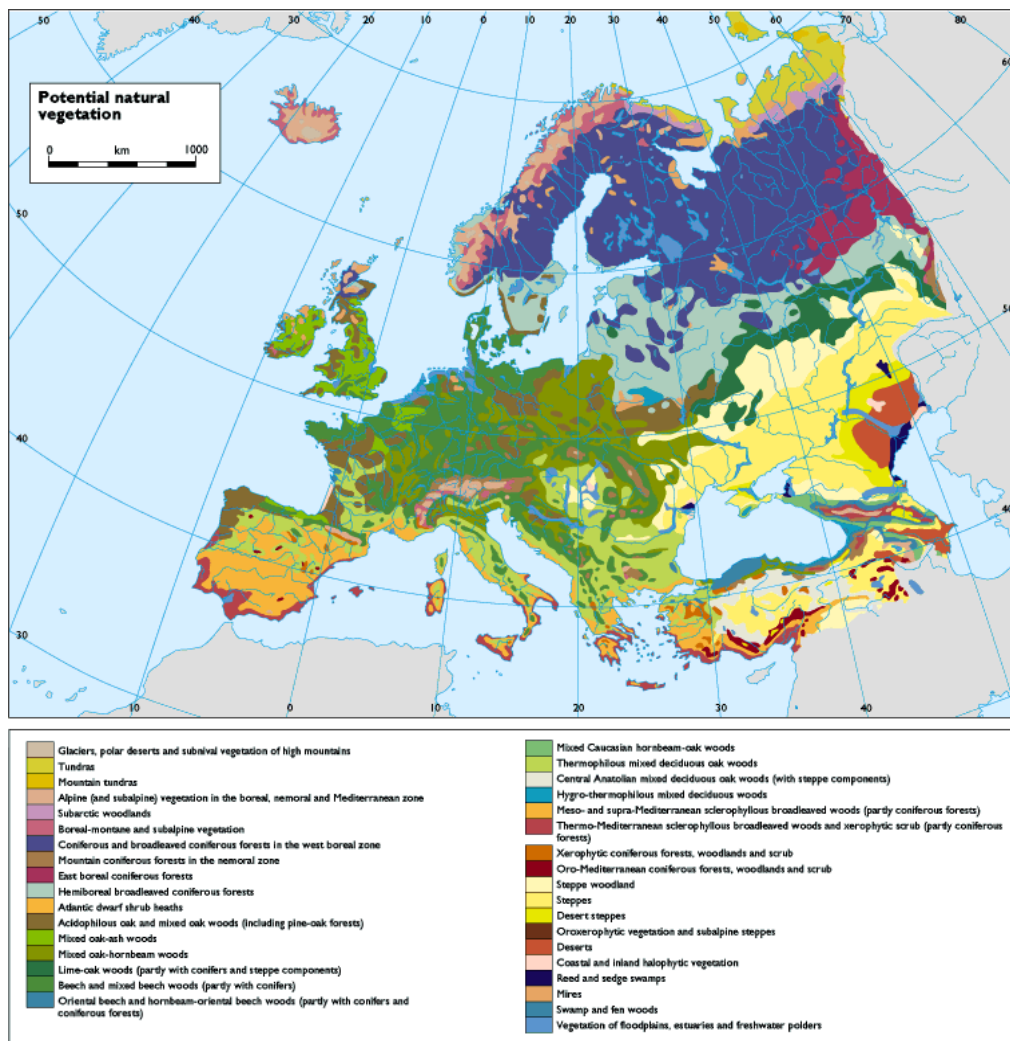 50
40
30
20
10
0
10
20
30
40
50
60
70
80
60
50
40
30
50
40
10
0
10
20
30
40
Potential natural
vegetation
0 km 1000
Glaciers, polar deserts and subnival vegetation of high mountains
Tundras
Mountain tundras
Alpine (and subalpine) vegetation in the boreal, nemoral and Mediterranean zone
Subarctic woodlands
Boreal-montane and subalpine vegetation
Coniferous and broadleaved coniferous forests in the west boreal zone
Mountain coniferous forests in the nemoral zone
East boreal coniferous forests
Hemiboreal broadleaved coniferous forests
Atlantic dwarf shrub heaths
Acidophilous oak and mixed oak woods (including pine-oak forests)
Mixed oak-ash woods
Mixed oak-hornbeam woods
Lime-oak woods (partly with conifers and steppe components)
Beech and mixed beech woods (partly with conifers)
Oriental beech and hornbeam-oriental beech woods (partly with conifers and
coniferous forests)
Mixed Caucasian hornbeam-oak woods
Thermophilous mixed deciduous oak woods
Central Anatolian mixed deciduous oak woods (with steppe components)
Hygro-thermophilous mixed deciduous woods
Meso- and supra-Mediterranean sclerophyllous broadleaved woods (partly coniferous forests)
Thermo-Mediterranean sclerophyllous broadleaved woods and xerophytic scrub (partly coniferous
forests)
Xerophytic coniferous forests, woodlands and scrub
Oro-Mediterranean coniferous forests, woodlands and scrub
Steppe woodland
Steppes
Desert steppes
Oroxerophytic vegetation and subalpine steppes
Deserts
Coastal and inland halophytic vegetation
Reed and sedge swamps
Mires
Swamp and fen woods
Vegetation of floodplains, estuaries and freshwater polders